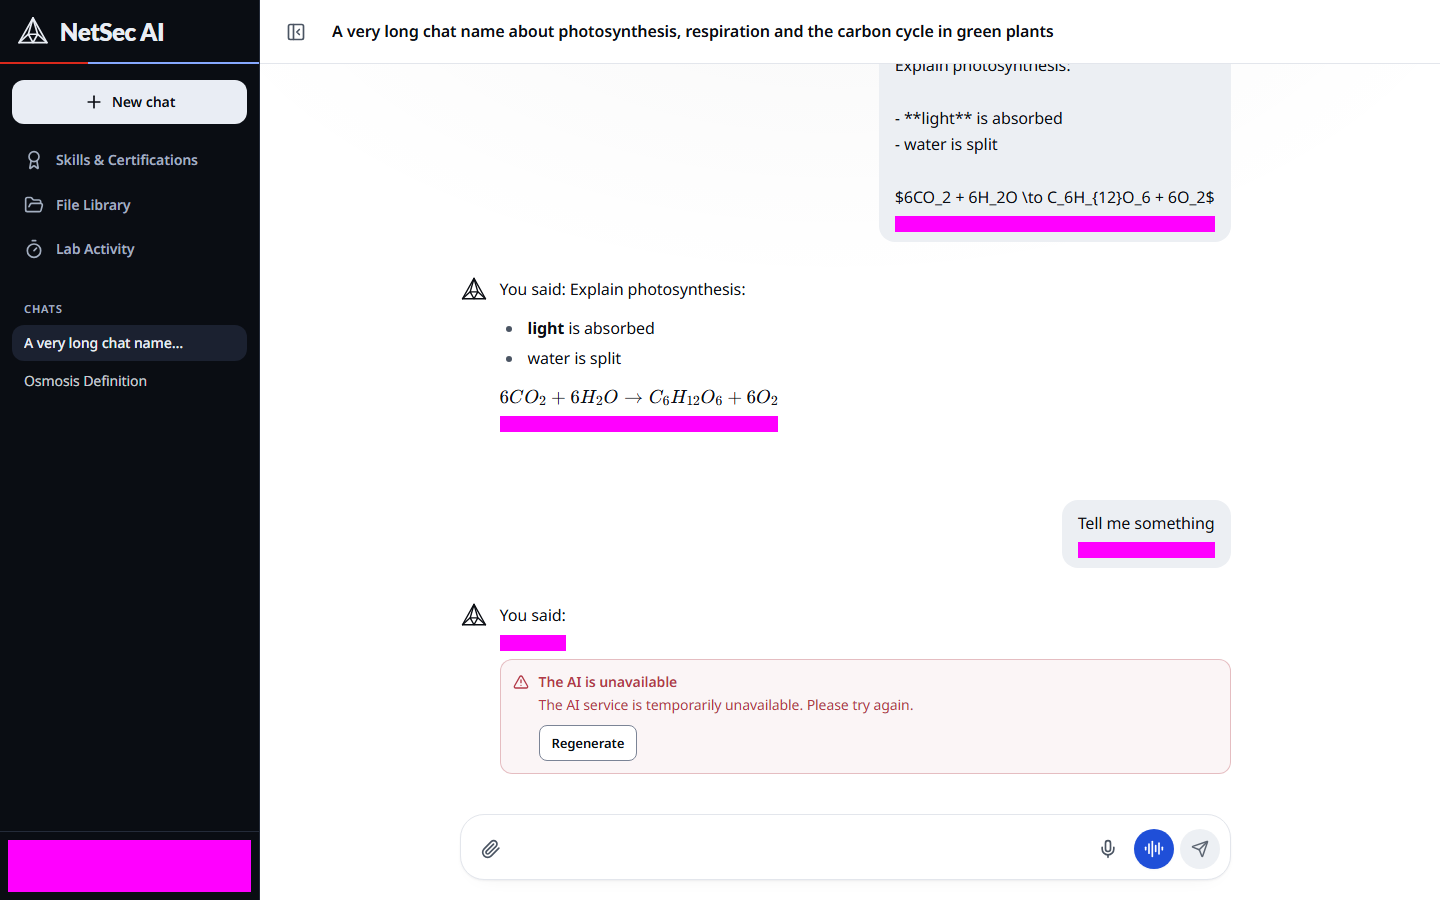 NetSec AI
New chat
Skills & Certifications
File Library
Lab Activity
CHATS
A very long chat name...
Osmosis Definition
A very long chat name about photosynthesis, respiration and the carbon cycle in green plants
Explain photosynthesis:
- **light** is absorbed
- water is split
$6CO_2 + 6H_2O \to C_6H_{12}O_6 + 6O_2$
You said: Explain photosynthesis:
• light is absorbed
• water is split
6CO₂ + 6H₂O → C₆H₁₂O₆ + 6O₂
Tell me something
You said:
The AI is unavailable
The AI service is temporarily unavailable. Please try again.
Regenerate